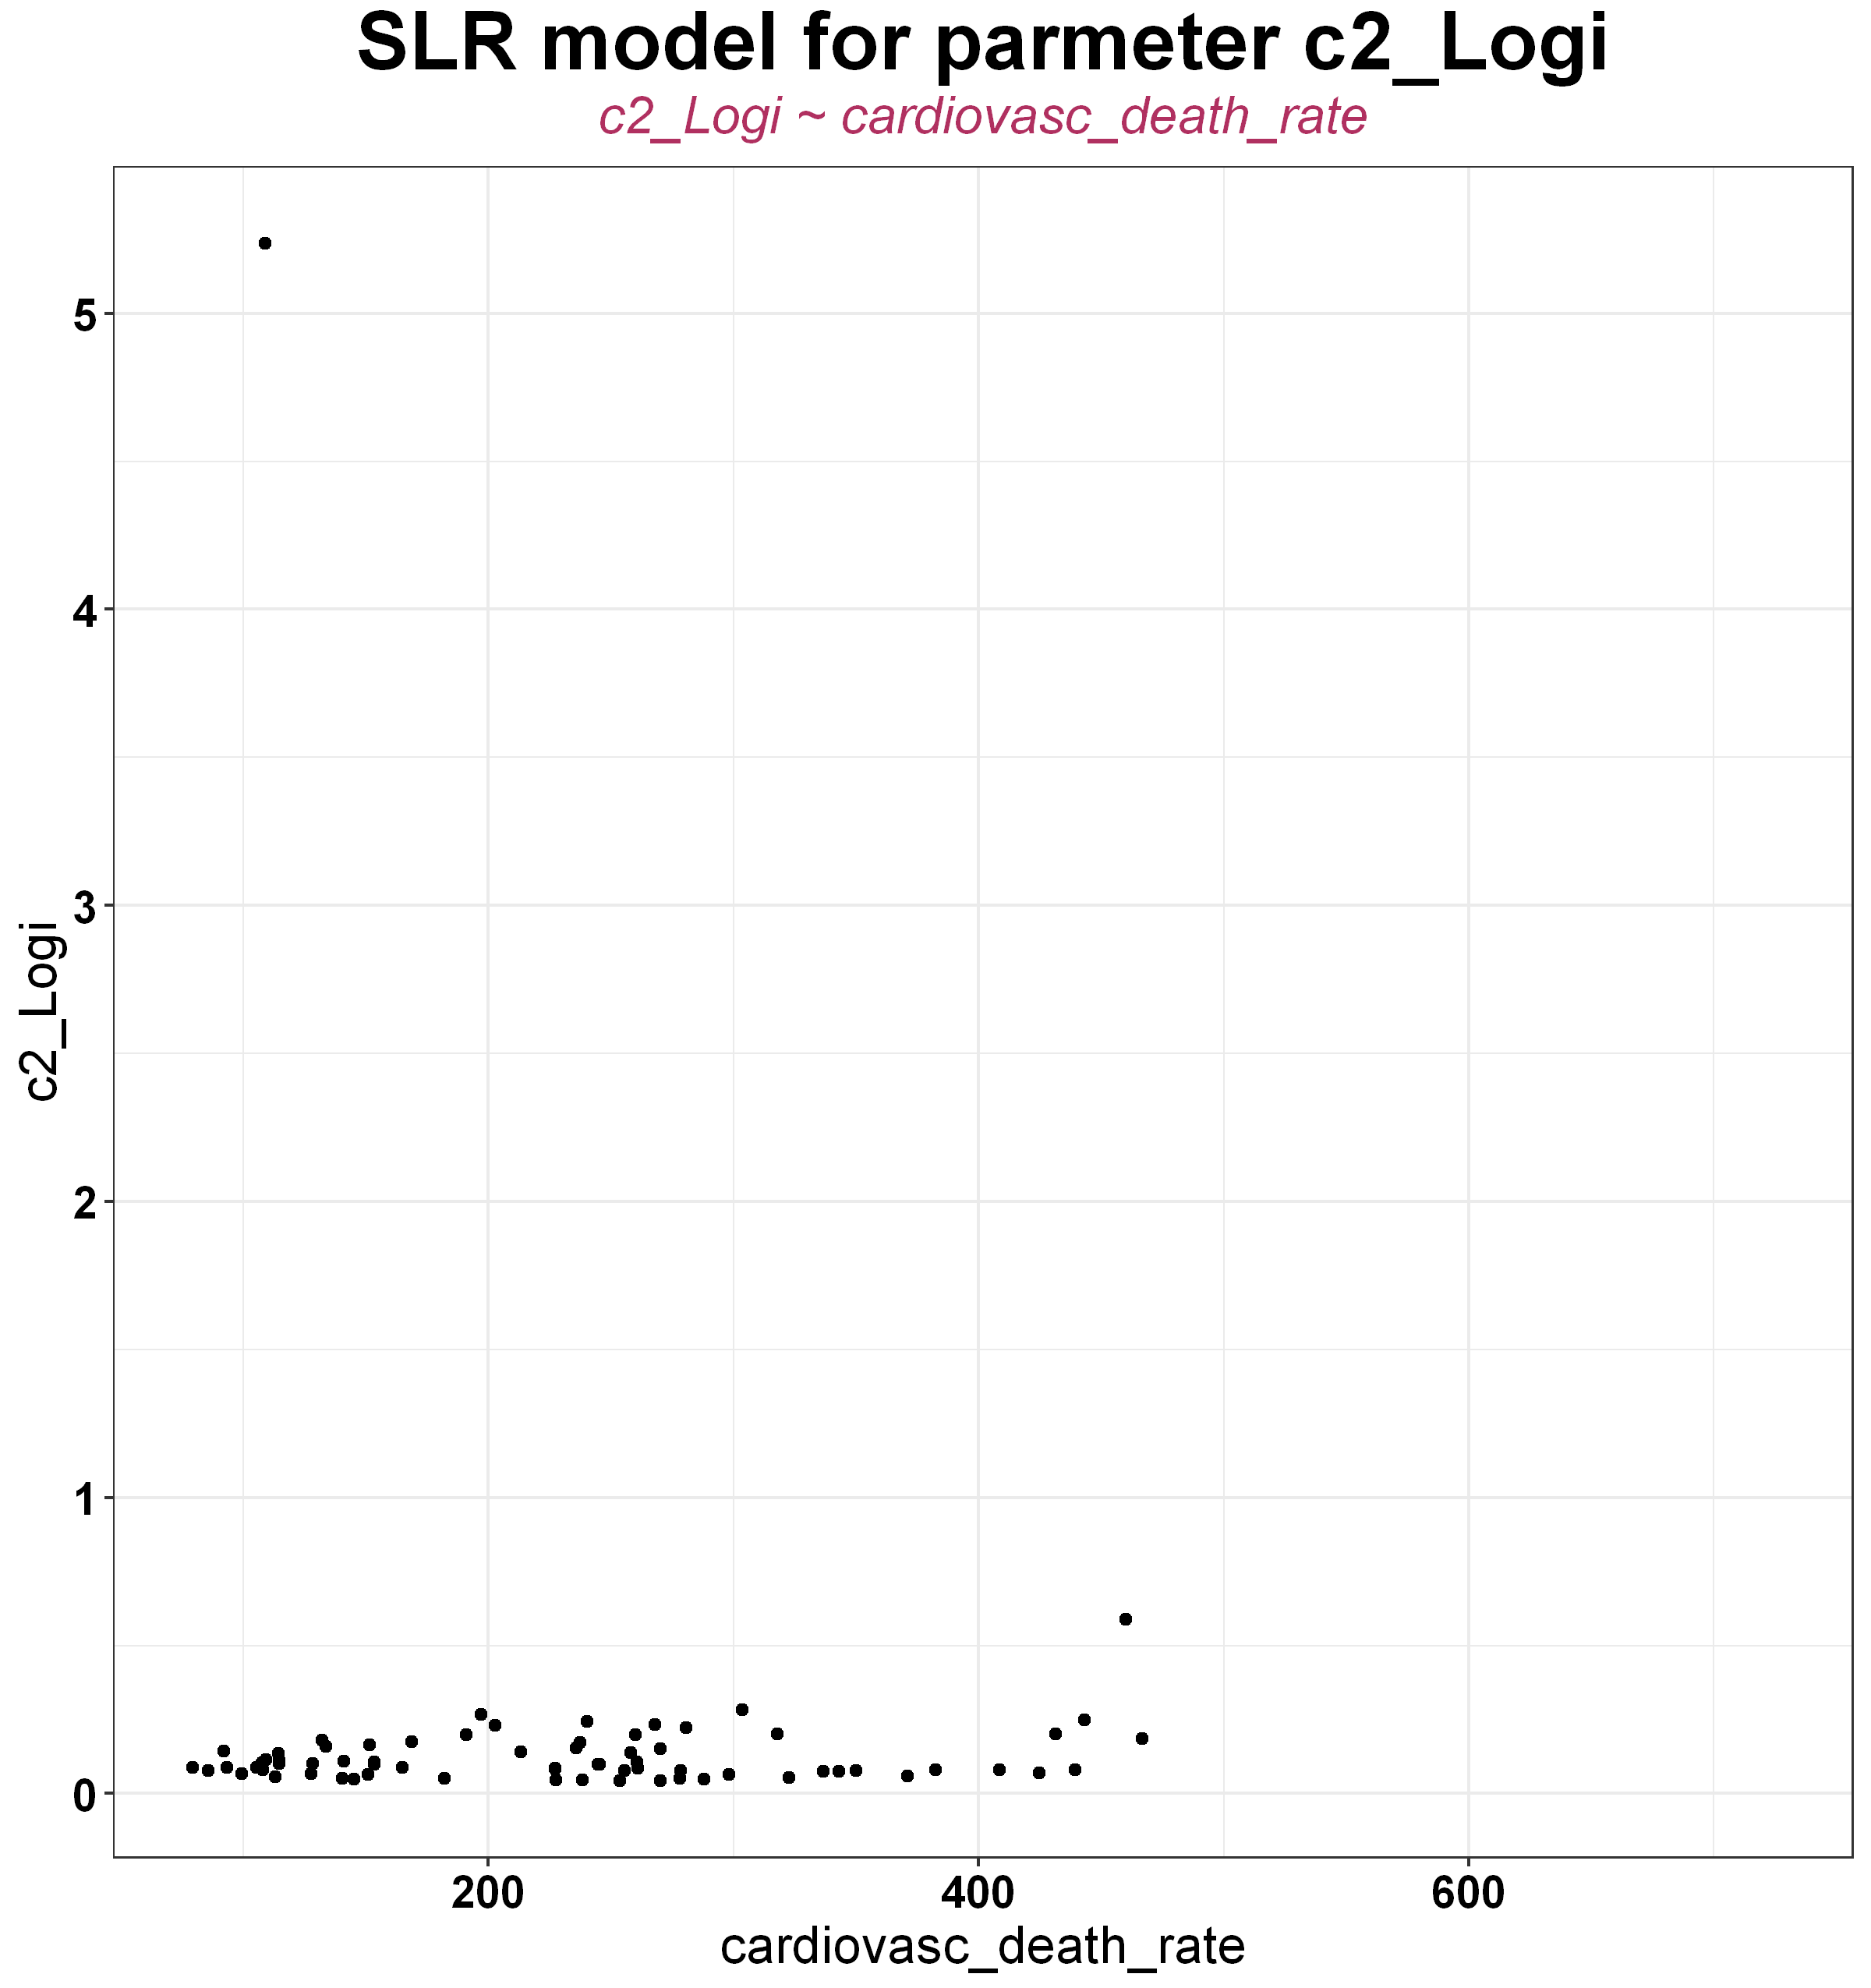 SLR model for parmeter c2_Logi
c2_Logi ~ cardiovasc_death_rate
5
4
3
2
1
0
c2_Logi
200 400 600
cardiovasc_death_rate